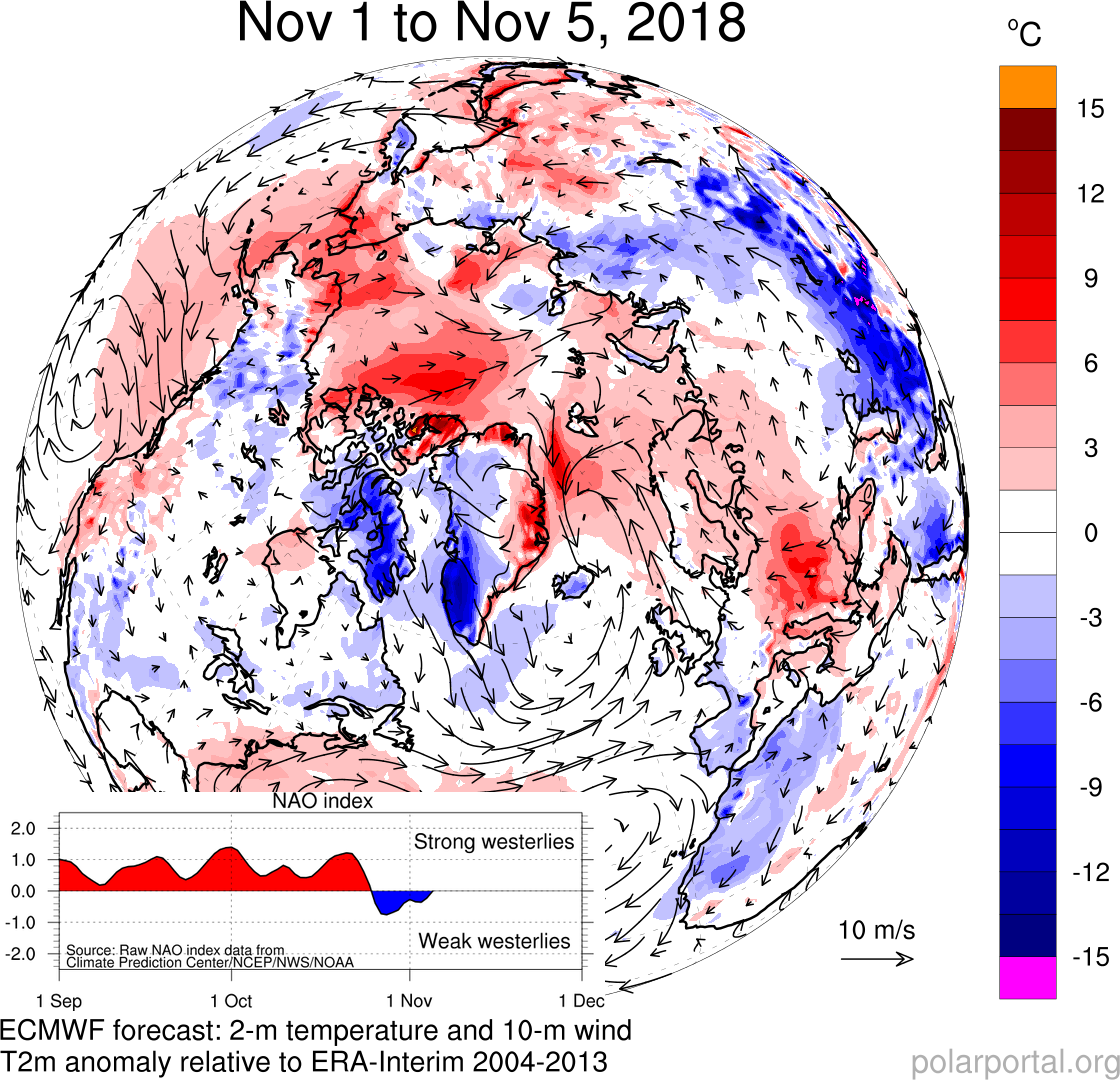 Nov 1 to Nov 5, 2018
°C
15
12
9
6
3
0
-3
-6
-9
-12
-15
10 m/s
NAO index
2.0
1.0
0.0
-1.0
-2.0
Strong westerlies
Weak westerlies
Source: Raw NAO index data from
Climate Prediction Center/NCEP/NWS/NOAA
1 Sep 1 Oct 1 Nov 1 Dec
ECMWF forecast: 2-m temperature and 10-m wind
T2m anomaly relative to ERA-Interim 2004-2013
polarportal.org